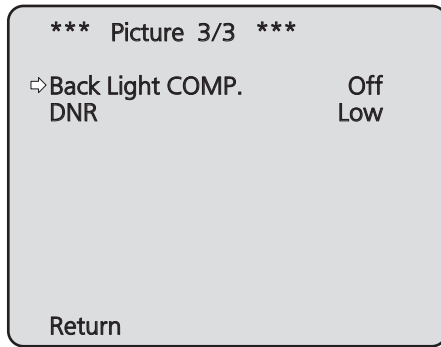 *** Picture 3/3 ***
⇨Back Light COMP. Off
DNR Low
Return